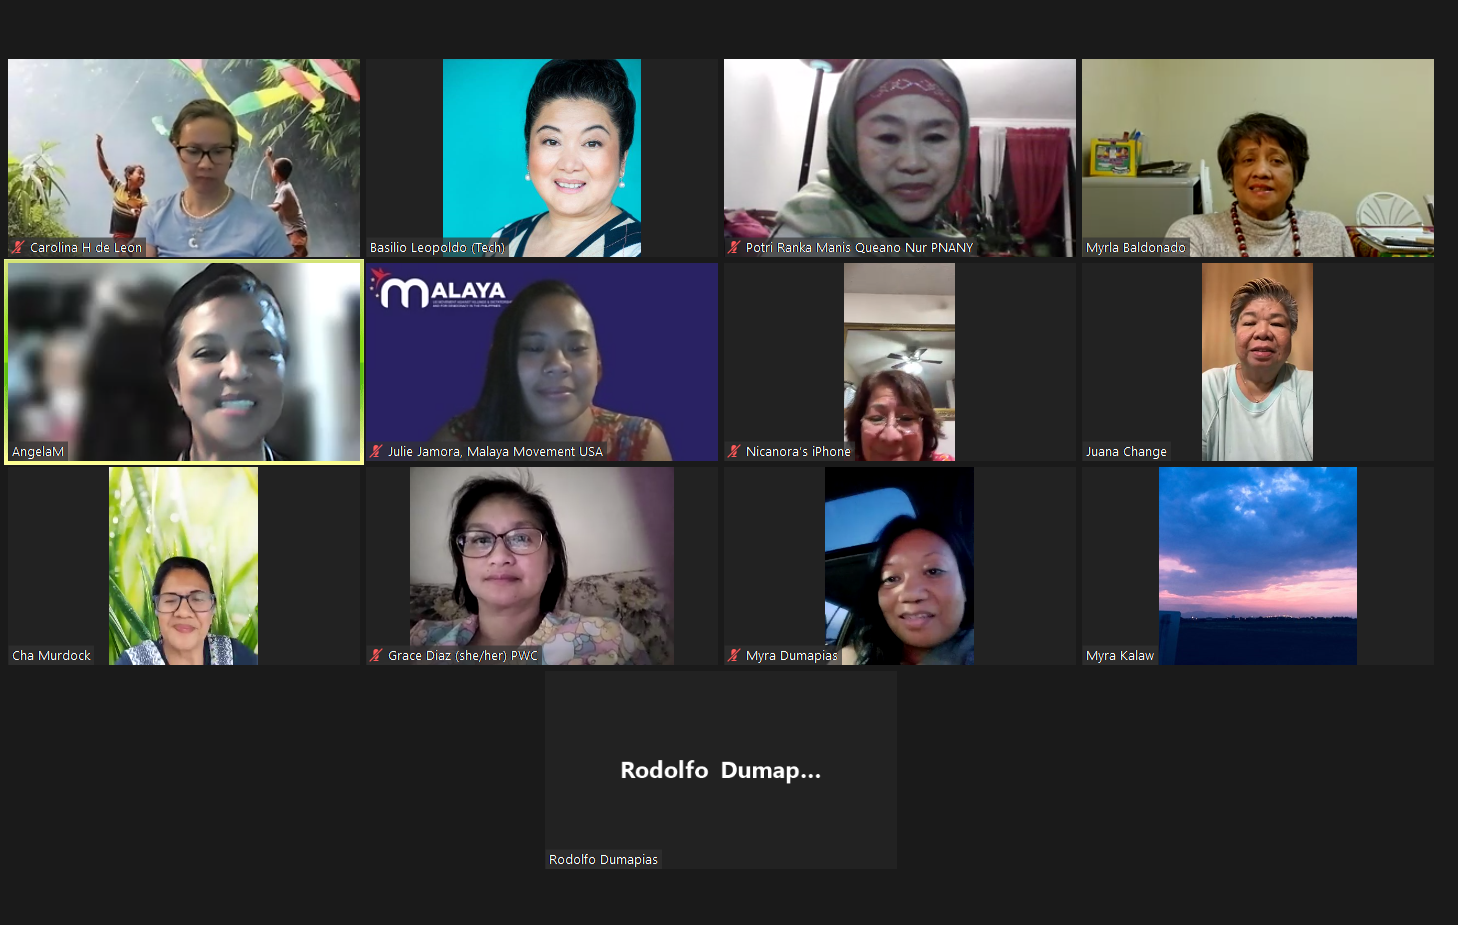 Carolina H de Leon
Basilio Leopoldo (Tech)
Potri Ranka Manis Queano Nur PNANY
Myrla Baldonado
AngelaM
MALAYA
Julie Jamora, Malaya Movement USA
Nicanora's iPhone
Juana Change
Cha Murdock
Grace Diaz (she/her) PWC
Myra Dumapias
Myra Kalaw
Rodolfo Dumap...
Rodolfo Dumapias